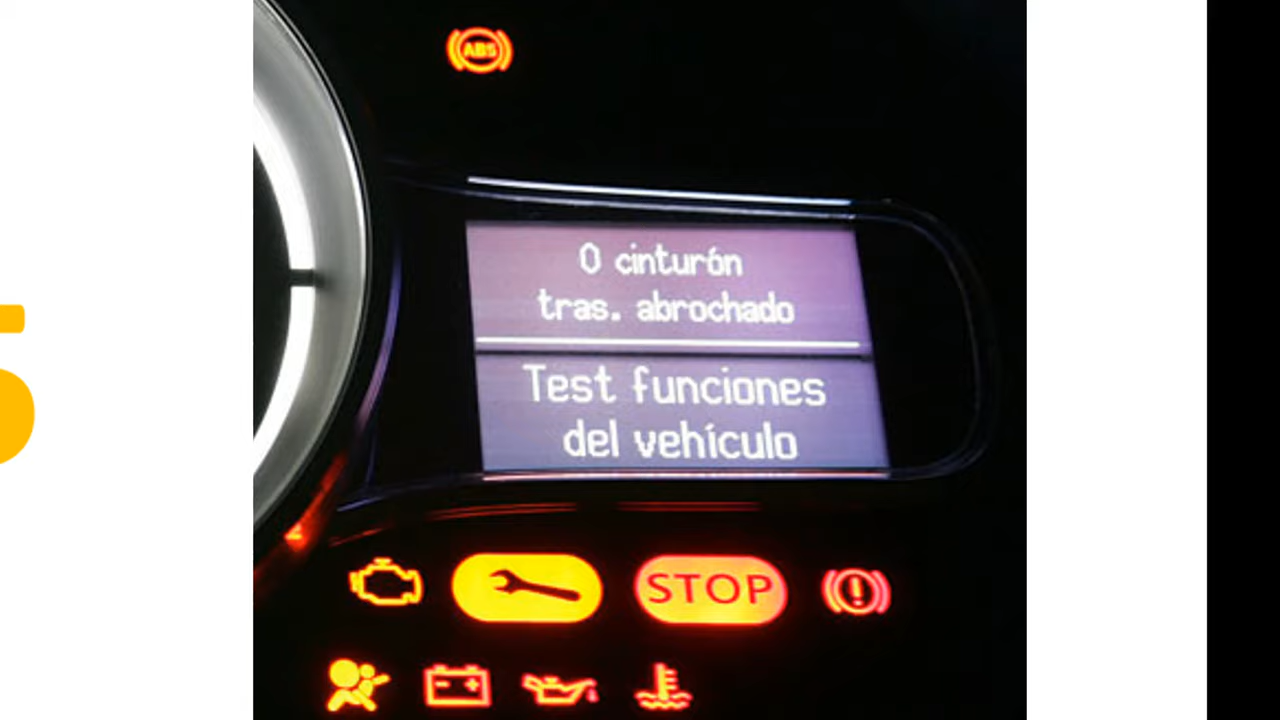 ABS
0 cinturón
tras. abrochado
Test funciones
del vehículo
STOP